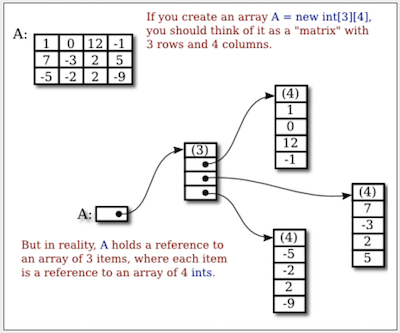 If you create an array A = new int[3][4],
you should think of it as a "matrix" with
3 rows and 4 columns.
A:
1 0 12 -1
7 -3 2 5
-5 -2 2 -9
(4)
1
0
12
-1
(3)
A:
(4)
7
-3
2
5
But in reality, A holds a reference to
an array of 3 items, where each item
is a reference to an array of 4 ints.
(4)
-5
-2
2
-9